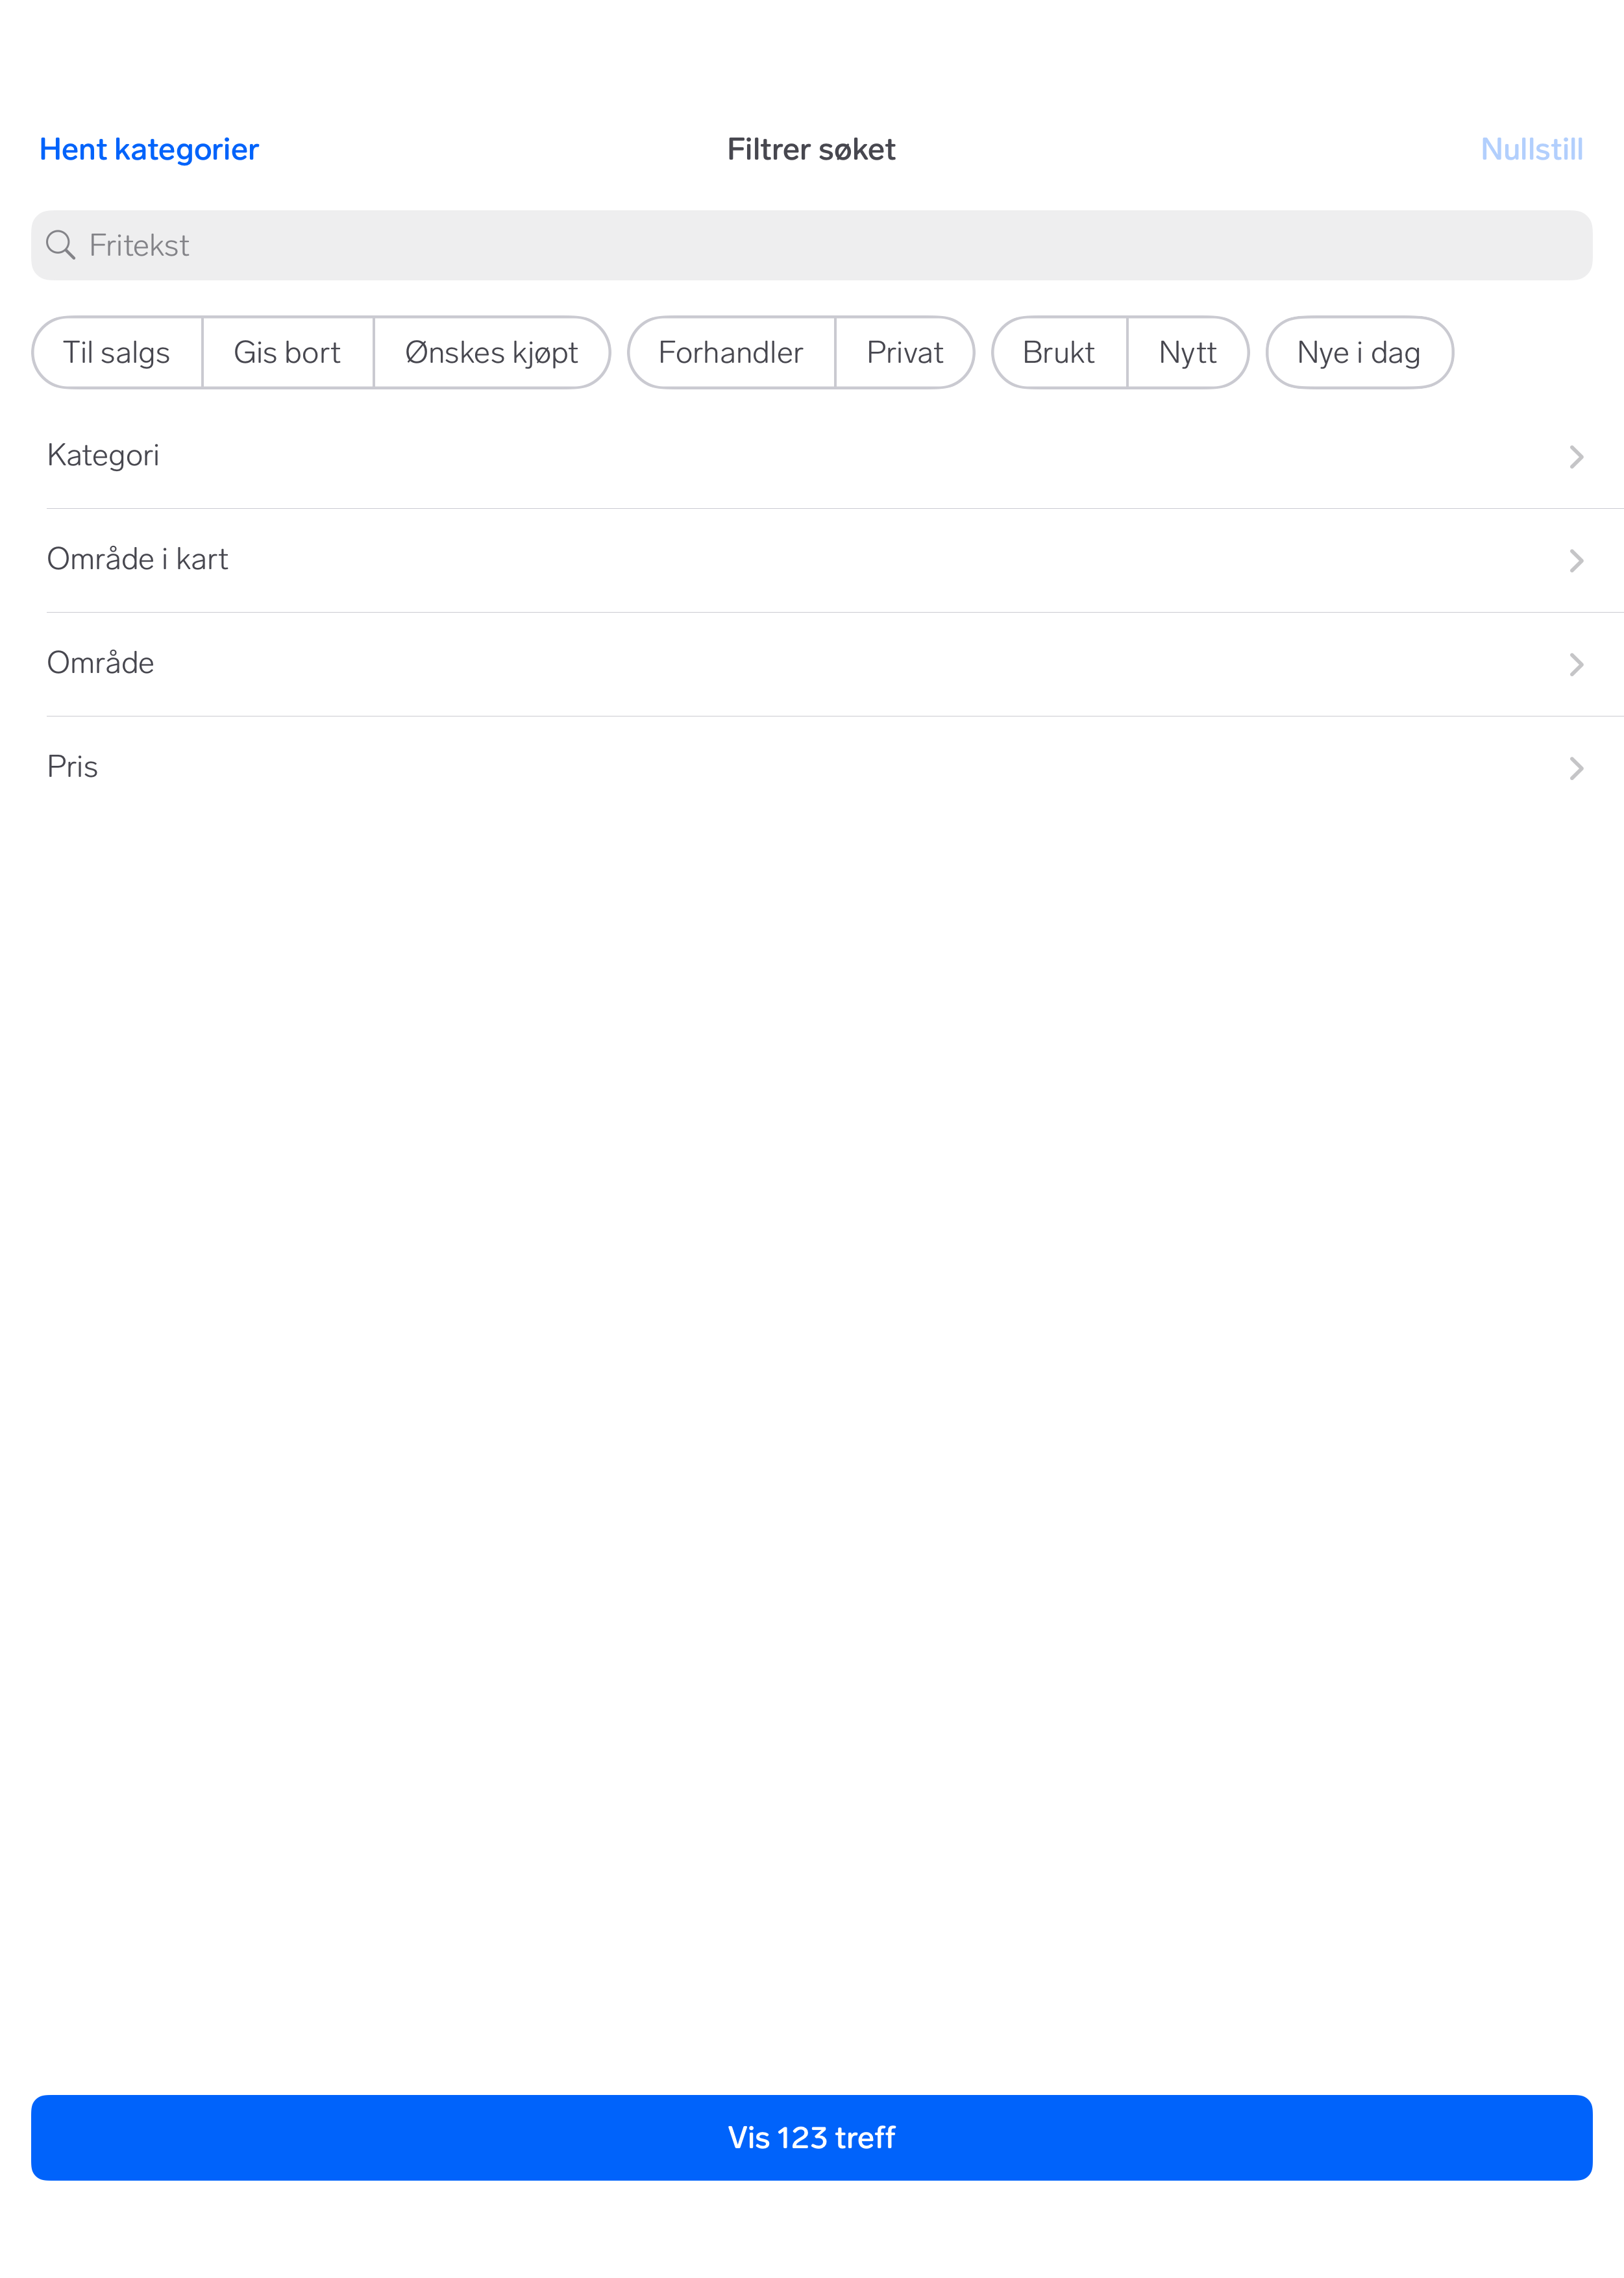 Hent kategorier Filtrer søket Nullstill
Fritekst
Til salgs Gis bort Ønskes kjøpt Forhandler Privat Brukt Nytt Nye i dag
Kategori
Område i kart
Område
Pris
Vis 123 treff